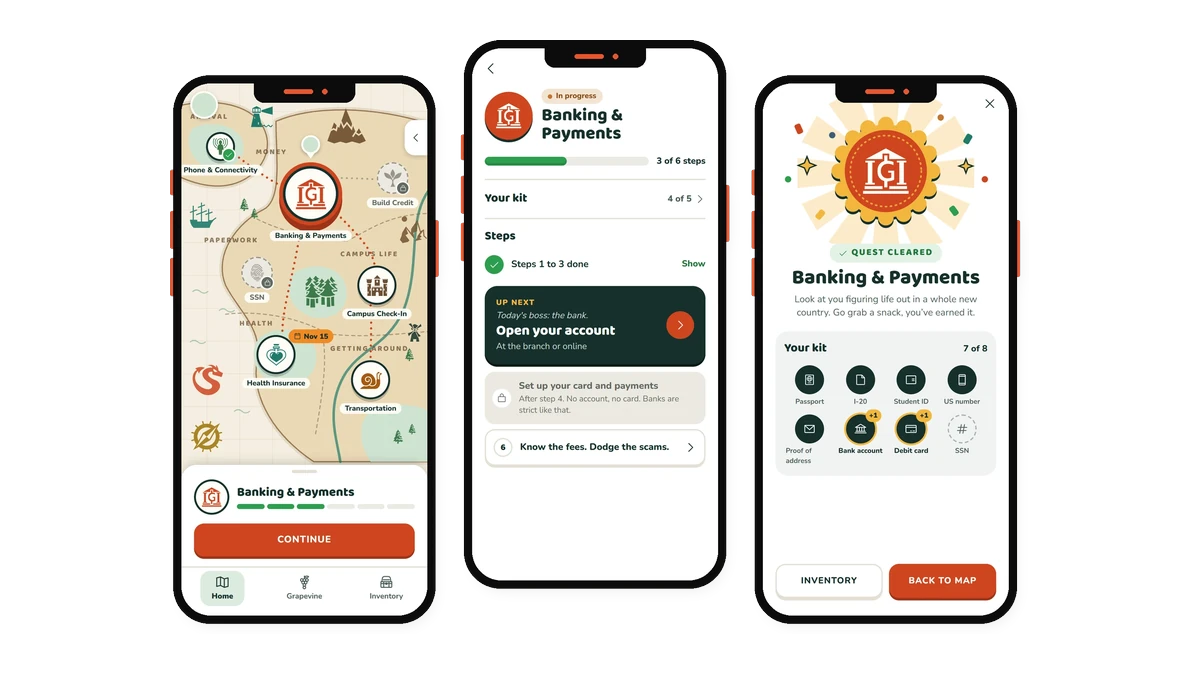 ARRIVAL
MONEY
Phone & Connectivity
Build Credit
Banking & Payments
PAPERWORK
CAMPUS LIFE
SSN
Campus Check-In
HEALTH
Nov 15
GETTING AROUND
Health Insurance
Transportation
Banking & Payments
CONTINUE
Home
Grapevine
Inventory
In progress
Banking &
Payments
3 of 6 steps
Your kit
4 of 5
Steps
Steps 1 to 3 done
Show
UP NEXT
Today's boss: the bank.
Open your account
At the branch or online
Set up your card and payments
After step 4. No account, no card. Banks are
strict like that.
6
Know the fees. Dodge the scams.
QUEST CLEARED
Banking & Payments
Look at you figuring life out in a whole new
country. Go grab a snack, you've earned it.
Your kit
7 of 8
Passport
I-20
Student ID
US number
+1
+1
Proof of
address
Bank account
Debit card
#
SSN
INVENTORY
BACK TO MAP